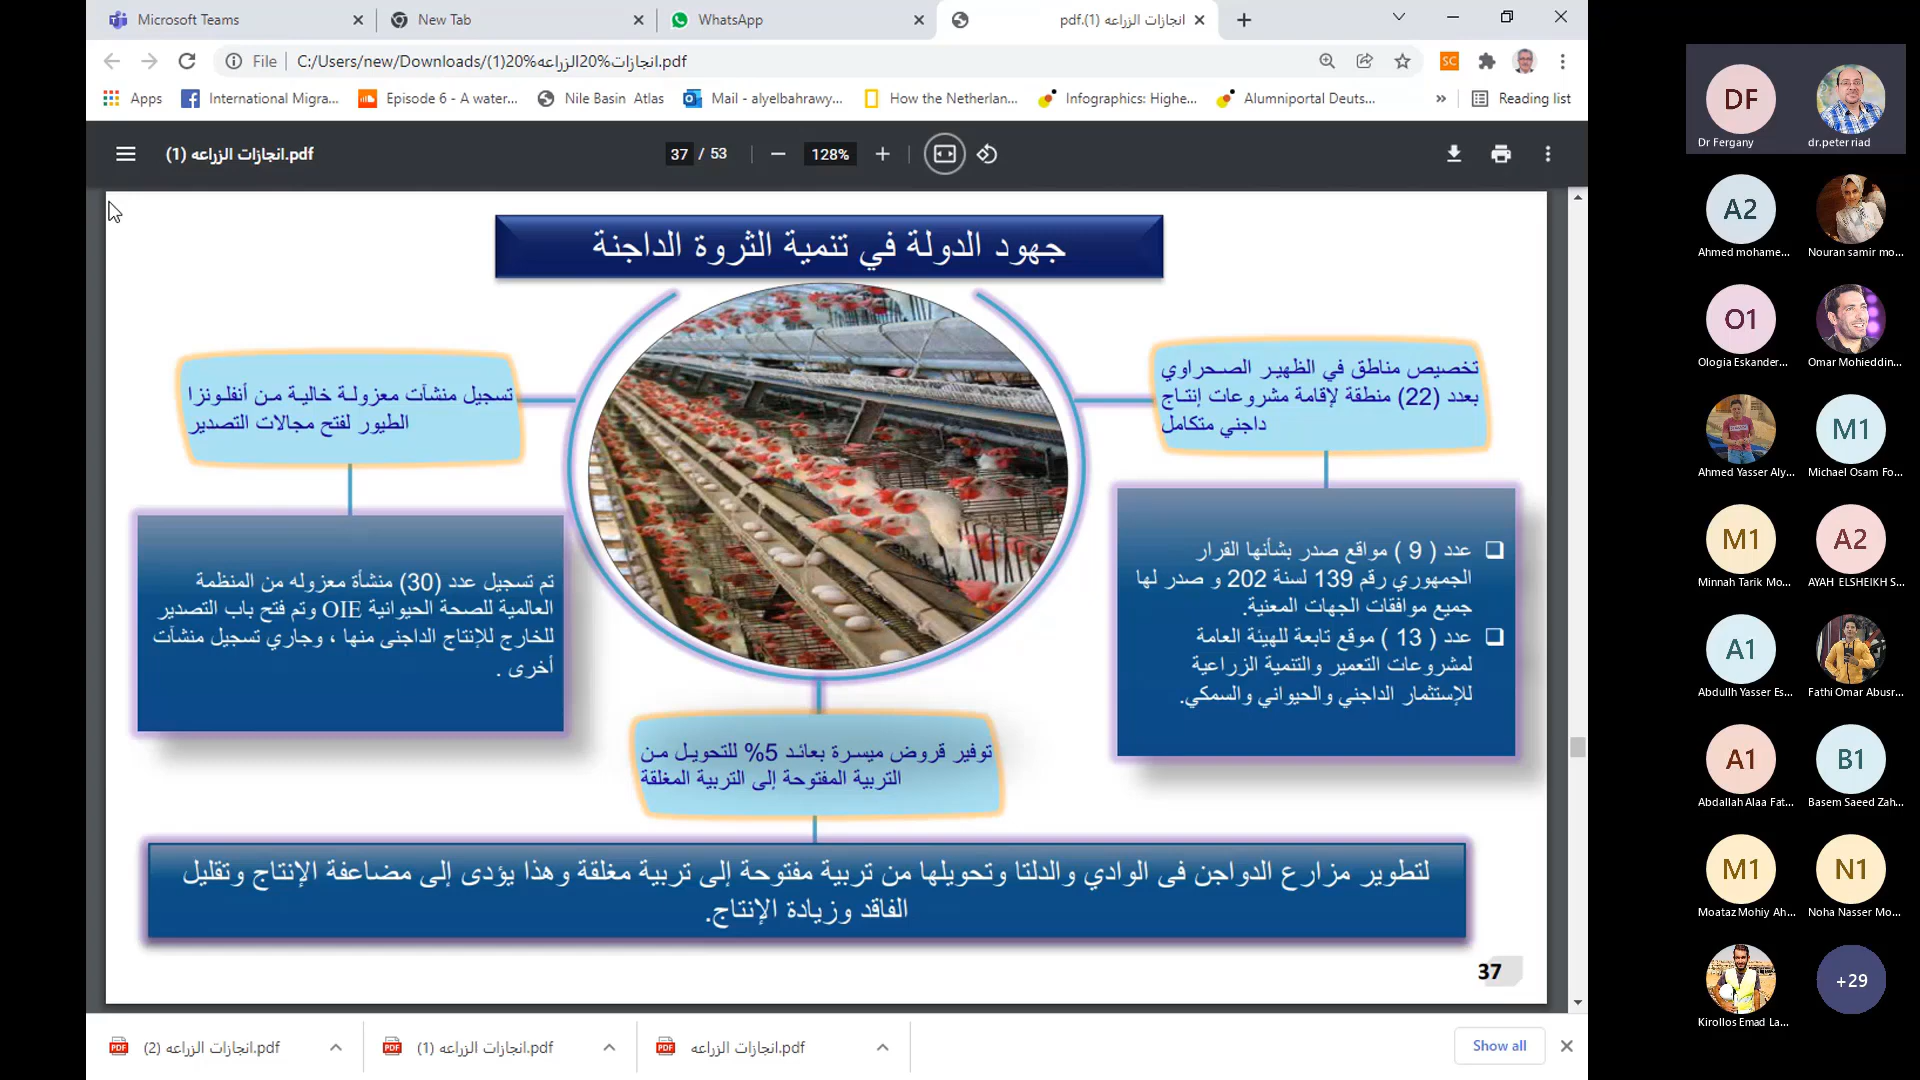 Microsoft Teams
New Tab
WhatsApp
انجازات الزراعه (1).pdf
File
C:/Users/new/Downloads/انجازات%20الزراعه%20(1).pdf
Apps
International Migra...
Episode 6 - A water...
Nile Basin Atlas
Mail - alyelbahrawy...
How the Netherlan...
Infographics: Highe...
Alumniportal Deuts...
»
Reading list
SC
انجازات الزراعه (1).pdf
37 / 53
128%
جهود الدولة في تنمية الثروة الداجنة
تخصيص مناطق في الظهير الصحراوي
بعدد (22) منطقة لإقامة مشروعات إنتاج
داجني متكامل
عدد ( 9 ) مواقع صدر بشأنها القرار
الجمهوري رقم 139 لسنة 202 و صدر لها
جميع موافقات الجهات المعنية.
عدد ( 13 ) موقع تابعة للهيئة العامة
لمشروعات التعمير والتنمية الزراعية
للإستثمار الداجني والحيواني والسمكي.
تسجيل منشآت معزولة خالية من أنفلونزا
الطيور لفتح مجالات التصدير
تم تسجيل عدد (30) منشأة معزوله من المنظمة
العالمية للصحة الحيوانية OIE وتم فتح باب التصدير
للخارج للإنتاج الداجنى منها ، وجاري تسجيل منشآت
أخرى .
توفير قروض ميسرة بعائد 5% للتحويل من
التربية المفتوحة إلى التربية المغلقة
لتطوير مزارع الدواجن فى الوادي والدلتا وتحويلها من تربية مفتوحة إلى تربية مغلقة وهذا يؤدى إلى مضاعفة الإنتاج وتقليل
الفاقد وزيادة الإنتاج.
37
انجازات الزراعه (2).pdf
انجازات الزراعه (1).pdf
انجازات الزراعه.pdf
PDF
PDF
PDF
Show all
DF
Dr Fergany
dr.peter riad
A2
Ahmed mohame...
Nouran samir mo...
O1
Ologia Eskander...
Omar Mohieddin...
Ahmed Yasser Aly...
M1
Michael Osam Fo...
M1
Minnah Tarik Mo...
A2
AYAH ELSHEIKH S...
A1
Abdullh Yasser Es...
Fathi Omar Abusr...
A1
Abdallah Alaa Fat...
B1
Basem Saeed Zah...
M1
Moataz Mohiy Ah...
N1
Noha Nasser Mo...
Kirollos Emad La...
+29